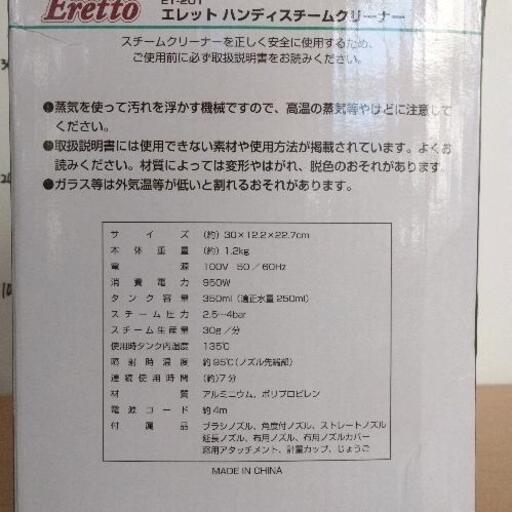 Eretto
ET-201
エレット ハンディスチームクリーナー
スチームクリーナーを正しく安全に使用するため、
ご使用前に必ず取扱説明書をお読みください。
●蒸気を使って汚れを浮かす機械ですので、高温の蒸気等やけどに注意して
ください。
●取扱説明書には使用できない素材や使用方法が掲載されています。よくお
読みください。材質によっては変形やはがれ、脱色のおそれがあります。
●ガラス等は外気温等が低いと割れるおそれがあります。
サイズ (約) 30×12.2×22.7cm
本体重量 (約) 1.2kg
電源 100V 50/60Hz
消費電力 950W
タンク容量 350ml (適正水量250ml)
スチーム圧力 2.5~4bar
スチーム生産量 30g/分
使用時タンク内温度 135℃
噴射時温度 約95℃ (ノズル先端部)
連続使用時間 (約)7分
材質 アルミニウム、ポリプロピレン
電源コード 約4m
付属品 ブラシノズル、角度付ノズル、ストレートノズル
延長ノズル、布用ノズル、布用ノズルカバー
窓用アタッチメント、計量カップ、じょうご
MADE IN CHINA